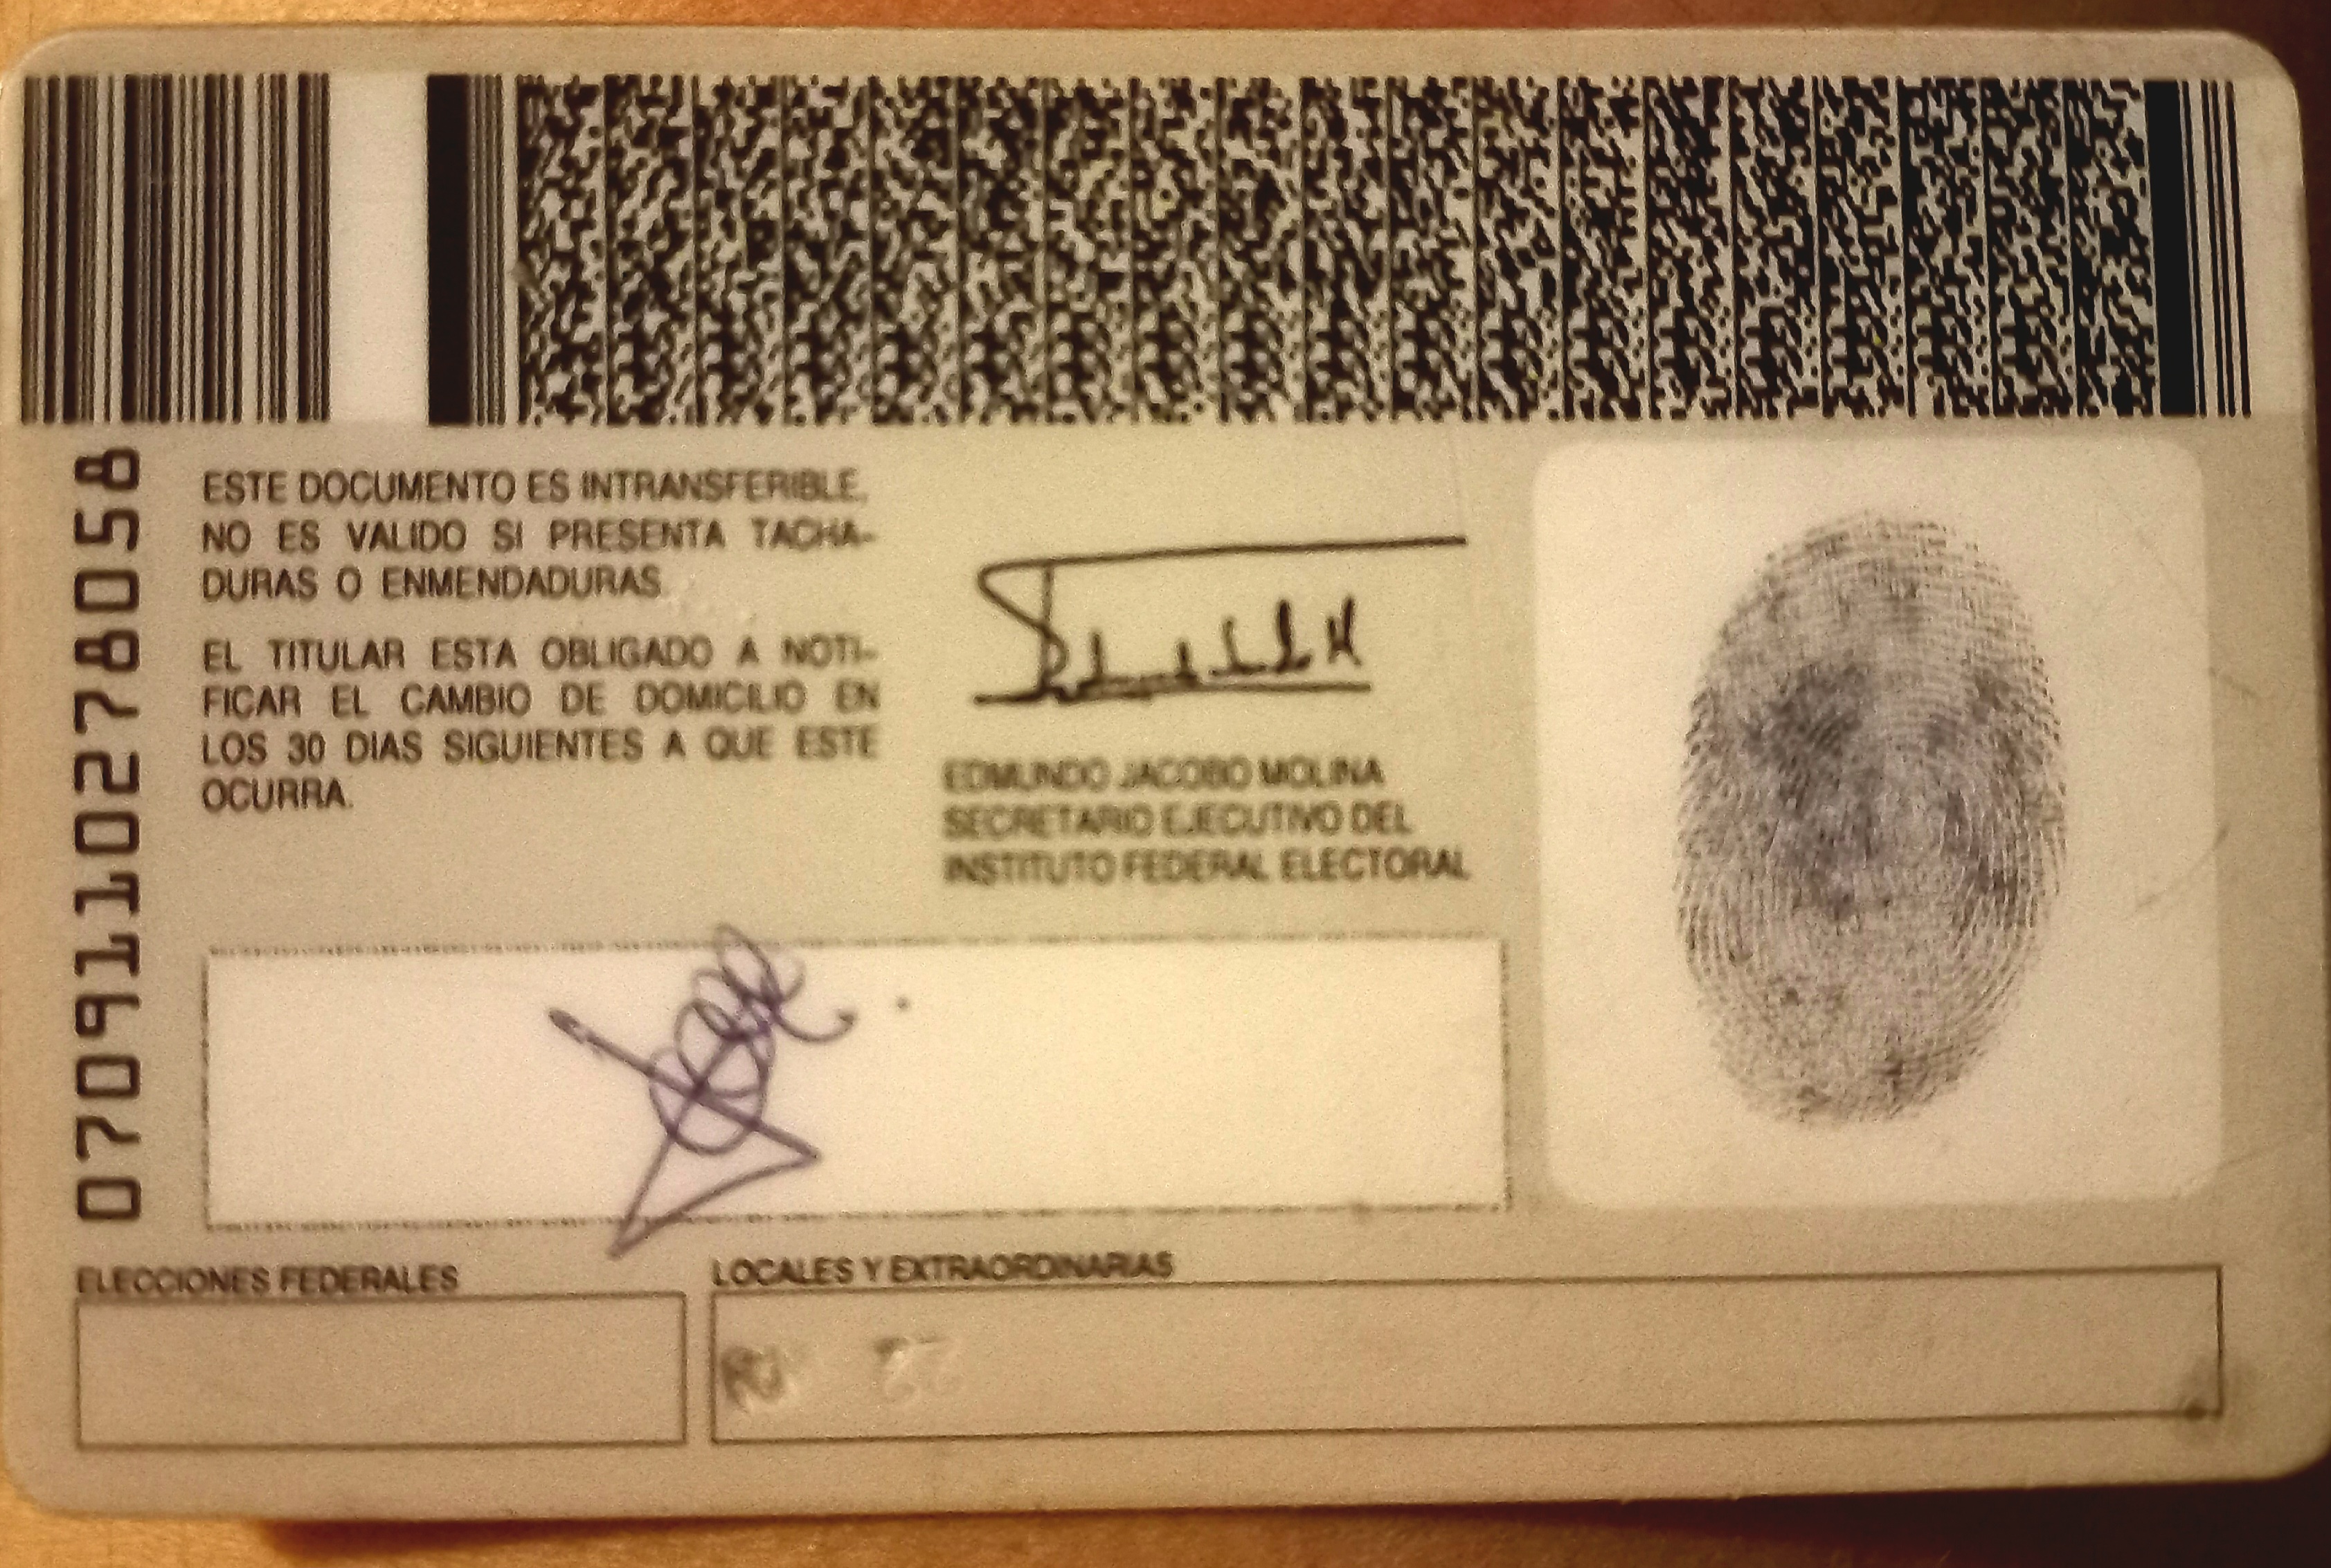 0709110278058
ESTE DOCUMENTO ES INTRANSFERIBLE,
NO ES VALIDO SI PRESENTA TACHA-
DURAS O ENMENDADURAS.
EL TITULAR ESTA OBLIGADO A NOTI-
FICAR EL CAMBIO DE DOMICILIO EN
LOS 30 DIAS SIGUIENTES A QUE ESTE
OCURRA.
EDMUNDO JACOBO MOLINA
SECRETARIO EJECUTIVO DEL
INSTITUTO FEDERAL ELECTORAL
ELECCIONES FEDERALES
LOCALES Y EXTRAORDINARIAS